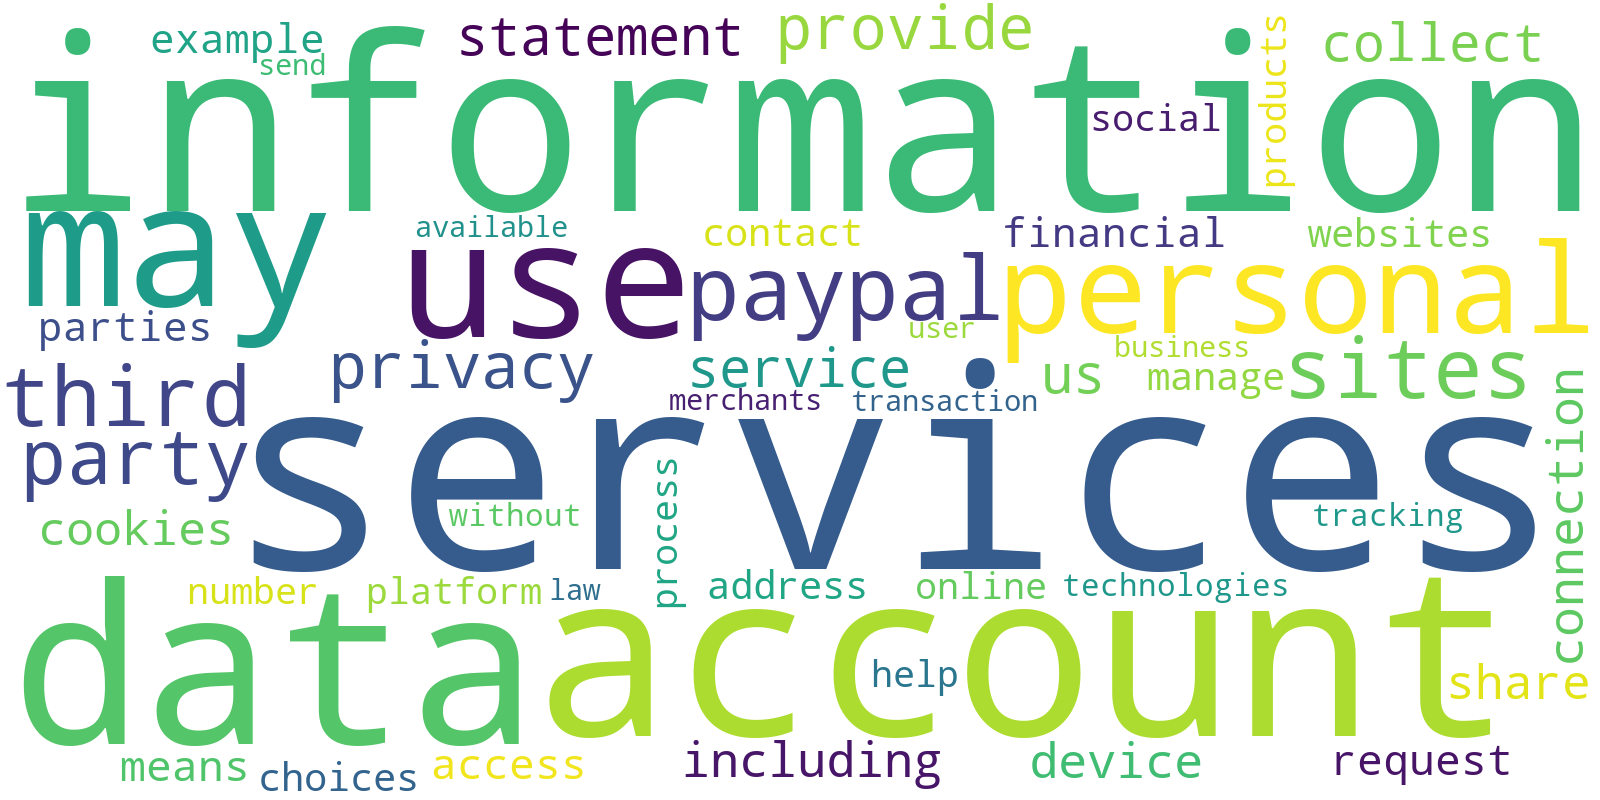 example
send
statement
provide
products
collect
information
social
may
available
use
contact
paypal
financial
websites
personal
parties
privacy
service
user
us
business
manage
sites
third
party
merchants
transaction
services
connection
cookies
without
process
tracking
number
platform
law
address
online
technologies
data
account
help
share
means
choices
access
including
device
request